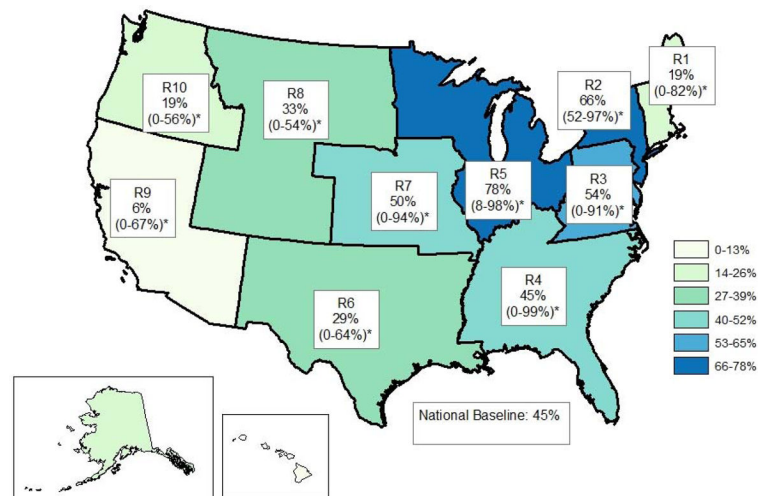 R1
19%
(0-82%)*
R2
66%
(52-97%)*
R10
19%
(0-56%)*
R8
33%
(0-54%)*
R7
50%
(0-94%)*
R5
78%
(8-98%)*
R3
54%
(0-91%)*
R9
6%
(0-67%)*
R6
29%
(0-64%)*
R4
45%
(0-99%)*
0-13%
14-26%
27-39%
40-52%
53-65%
66-78%
National Baseline: 45%